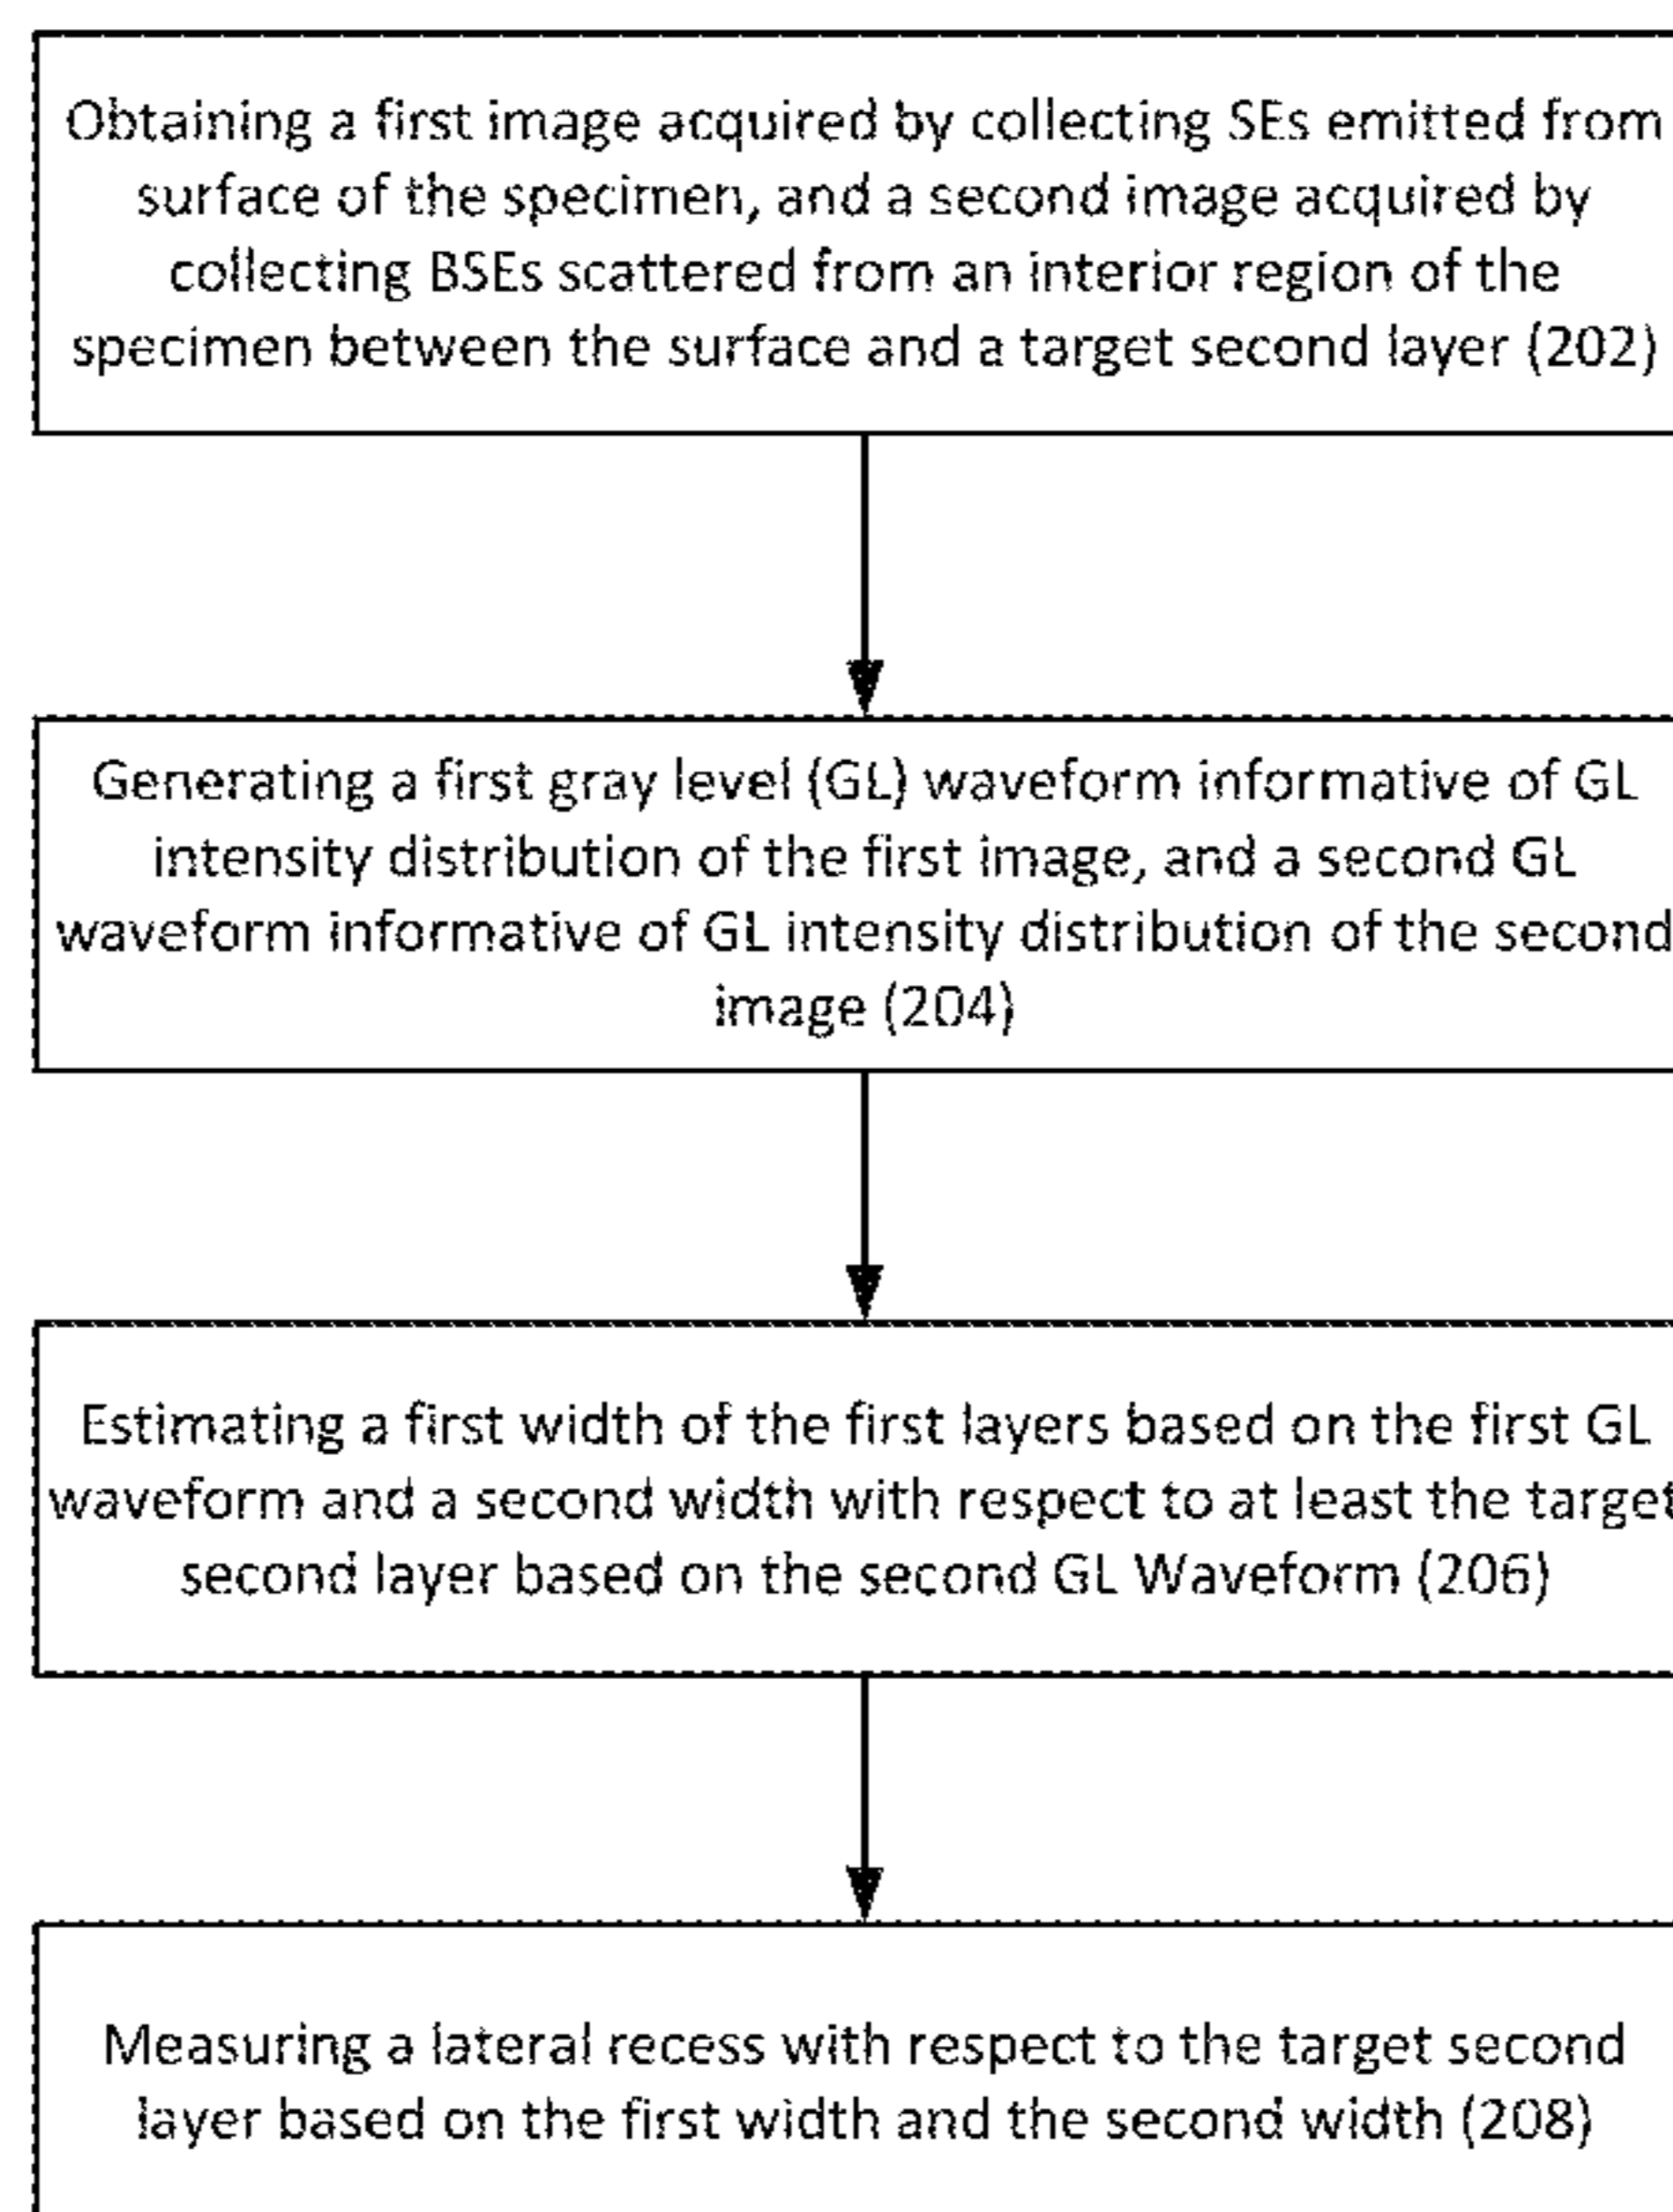 Obtaining a first image acquired by collecting SEs emitted from
surface of the specimen, and a second image acquired by
collecting BSEs scattered from an interior region of the
specimen between the surface and a target second layer (202)
Generating a first gray level (GL) waveform informative of GL
intensity distribution of the first image, and a second GL
waveform informative of GL intensity distribution of the second
image (204)
Estimating a first width of the first layers based on the first GL
waveform and a second width with respect to at least the target
second layer based on the second GL Waveform (206)
Measuring a lateral recess with respect to the target second
layer based on the first width and the second width (208)